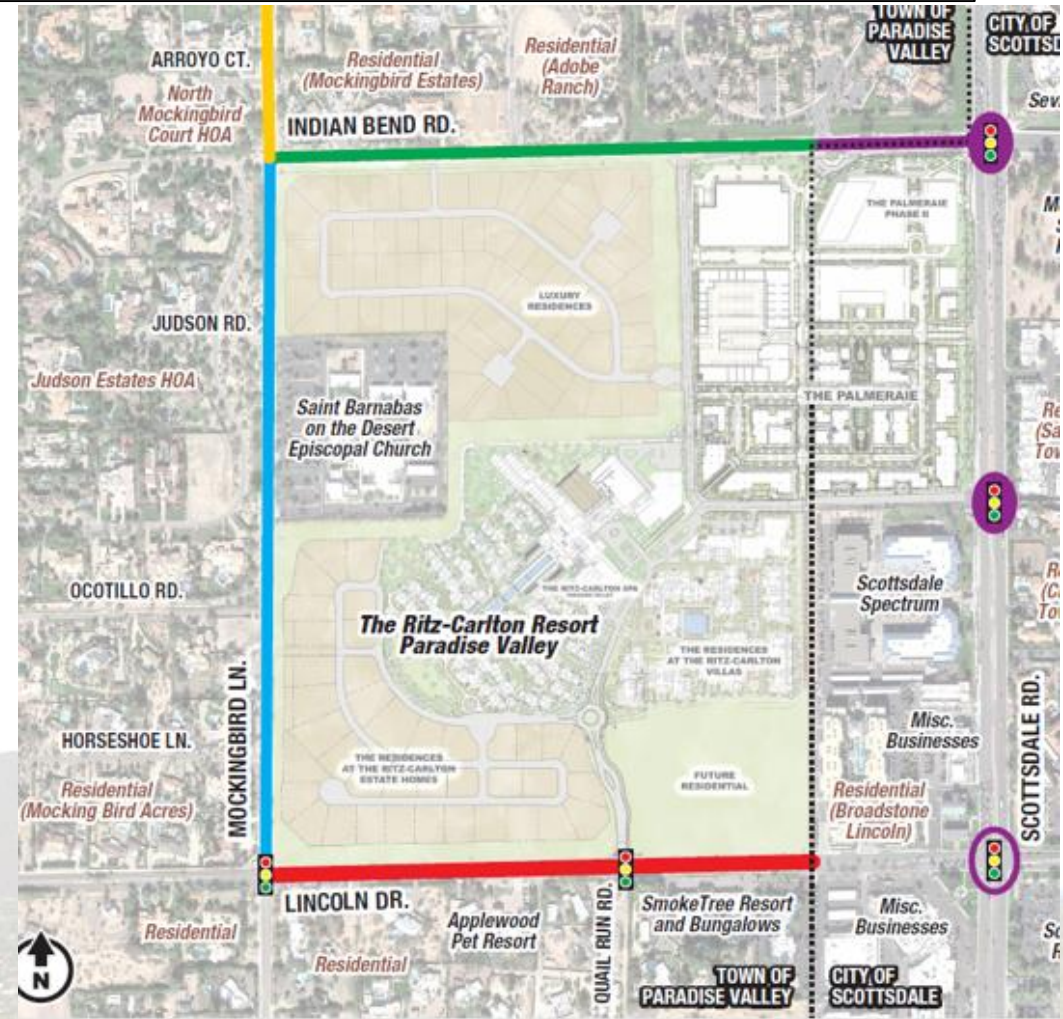 TOWN OF
PARADISE
VALLEY
CITY OF
ARROYO CT.
Residential
(Mockingbird Estates)
Residential
(Adobe
Ranch)
North
Mockingbird
Court HOA
INDIAN BEND RD.
THE PALMERAIE
PHASE II
LUXURY
RESIDENCES
JUDSON RD.
Judson Estates HOA
THE PALMERAIE
Saint Barnabas
on the Desert
Episcopal Church
OCOTILLO RD.
THE RITZ-CARLTON SPA
Scottsdale
Spectrum
The Ritz-Carlton Resort
Paradise Valley
THE RESIDENCES
AT THE RITZ-CARLTON
VILLAS
MOCKINGBIRD LN.
SCOTTSDALE RD.
HORSESHOE LN.
Misc.
Businesses
THE RESIDENCES
AT THE RITZ-CARLTON
ESTATE HOMES
FUTURE
RESIDENTIAL
Residential
(Mocking Bird Acres)
Residential
(Broadstone
Lincoln)
LINCOLN DR.
QUAIL RUN RD.
Residential
Applewood
Pet Resort
SmokeTree Resort
and Bungalows
Misc.
Businesses
Residential
N
TOWN OF
PARADISE VALLEY
CITY OF
SCOTTSDALE